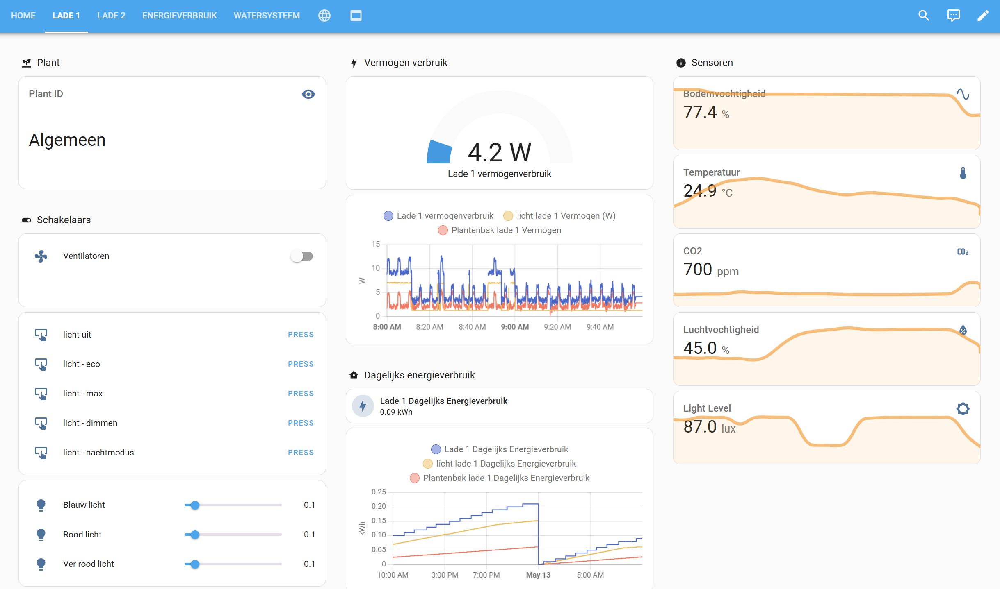 HOME LADE 1 LADE 2 ENERGIEVERBRUIK WATERSYSTEEM
Plant
Plant ID
Algemeen
Schakelaars
Ventilatoren
licht uit PRESS
licht - eco PRESS
licht - max PRESS
licht - dimmen PRESS
licht - nachtmodus PRESS
Blauw licht 0.1
Rood licht 0.1
Ver rood licht 0.1
Vermogen verbruik
4.2 W
Lade 1 vermogenverbruik
Lade 1 vermogenverbruik licht lade 1 Vermogen (W)
Plantenbak lade 1 Vermogen
15
10
W
5
0
8:00 AM 8:20 AM 8:40 AM 9:00 AM 9:20 AM 9:40 AM
Dagelijks energieverbruik
Lade 1 Dagelijks Energieverbruik
0.09 kWh
Lade 1 Dagelijks Energieverbruik
licht lade 1 Dagelijks Energieverbruik
Plantenbak lade 1 Dagelijks Energieverbruik
0.25
0.20
0.15
kWh
0.10
0.05
0
10:00 AM 3:00 PM 7:00 PM May 13 5:00 AM
Sensoren
Bodemvochtigheid
77.4 %
Temperatuur
24.9 °C
CO2
CO₂
700 ppm
Luchtvochtigheid
45.0 %
Light Level
87.0 lux